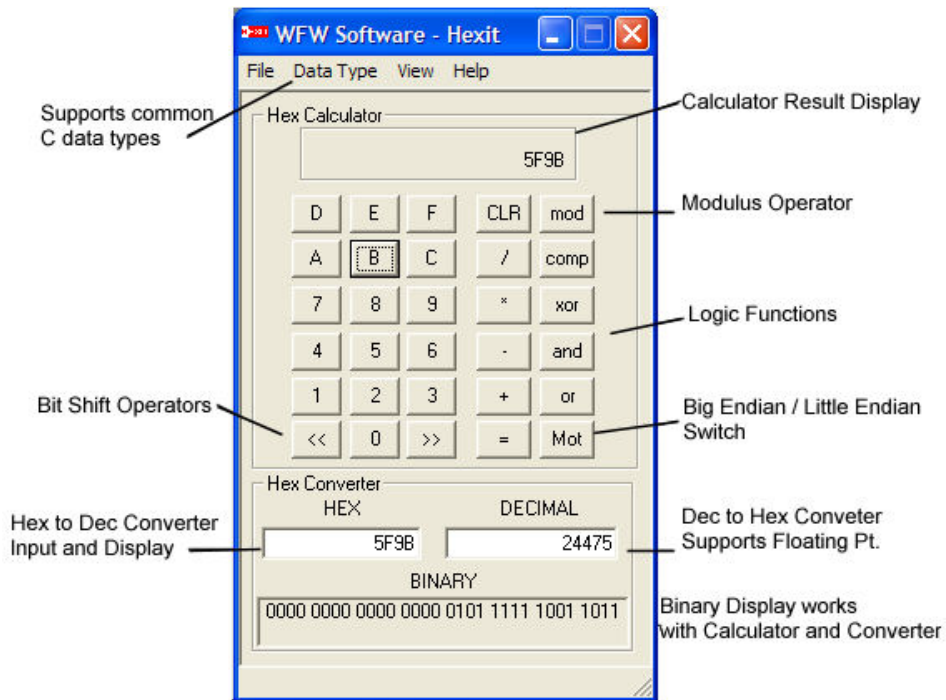 WFW Software - Hexit
File Data Type View Help
Supports common
C data types
Hex Calculator
Calculator Result Display
5F9B
D E F CLR mod
Modulus Operator
A B C / comp
7 8 9 * xor
Logic Functions
4 5 6 - and
1 2 3 + or
Bit Shift Operators
Big Endian / Little Endian
Switch
<< 0 >> = Mot
Hex Converter
HEX DECIMAL
Hex to Dec Converter
Input and Display
5F9B 24475
Dec to Hex Conveter
Supports Floating Pt.
BINARY
0000 0000 0000 0000 0101 1111 1001 1011
Binary Display works
with Calculator and Converter